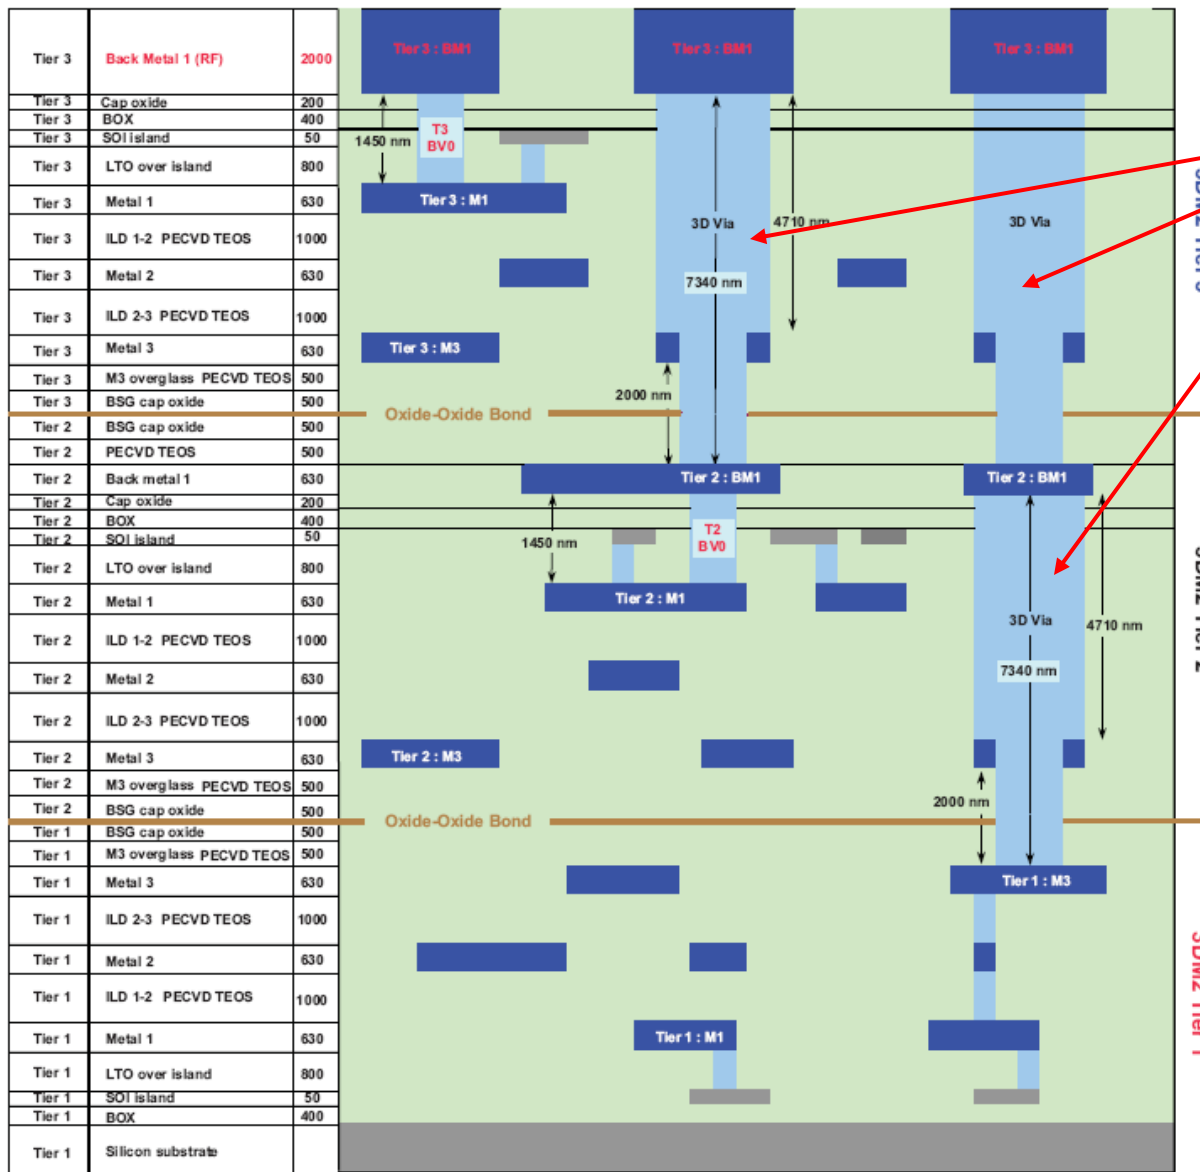 Tier 3 Back Metal 1 (RF) 2000
Tier 3 Cap oxide 200
Tier 3 BOX 400
Tier 3 SOI island 50
Tier 3 LTO over island 800
Tier 3 Metal 1 630
Tier 3 ILD 1-2 PECVD TEOS 1000
Tier 3 Metal 2 630
Tier 3 ILD 2-3 PECVD TEOS 1000
Tier 3 Metal 3 630
Tier 3 M3 overglass PECVD TEOS 500
Tier 3 BSG cap oxide 500
Tier 2 BSG cap oxide 500
Tier 2 PECVD TEOS 500
Tier 2 Back metal 1 630
Tier 2 Cap oxide 200
Tier 2 BOX 400
Tier 2 SOI island 50
Tier 2 LTO over island 800
Tier 2 Metal 1 630
Tier 2 ILD 1-2 PECVD TEOS 1000
Tier 2 Metal 2 630
Tier 2 ILD 2-3 PECVD TEOS 1000
Tier 2 Metal 3 630
Tier 2 M3 overglass PECVD TEOS 500
Tier 2 BSG cap oxide 500
Tier 1 BSG cap oxide 500
Tier 1 M3 overglass PECVD TEOS 500
Tier 1 Metal 3 630
Tier 1 ILD 2-3 PECVD TEOS 1000
Tier 1 Metal 2 630
Tier 1 ILD 1-2 PECVD TEOS 1000
Tier 1 Metal 1 630
Tier 1 LTO over island 800
Tier 1 SOI island 50
Tier 1 BOX 400
Tier 1 Silicon substrate
Tier 3 : BM1
Tier 3 : BM1
Tier 3 : BM1
1450 nm
T3
BV0
Tier 3 : M1
3D Via
4710 nm
3D Via
7340 nm
Tier 3 : M3
2000 nm
Oxide-Oxide Bond
Tier 2 : BM1
Tier 2 : BM1
1450 nm
T2
BV0
Tier 2 : M1
3D Via
4710 nm
7340 nm
Tier 2 : M3
2000 nm
Oxide-Oxide Bond
Tier 1 : M3
Tier 1 : M1
3DM2 Tier 3
3DM2 Tier 2
3DM2 Tier 1